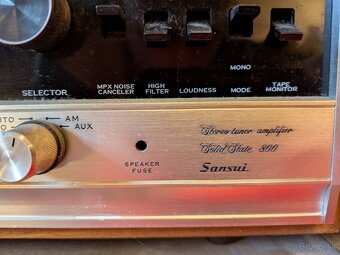 MONO
SELECTOR
MPX NOISE CANCELER
HIGH FILTER
LOUDNESS
MODE
TAPE MONITOR
AM
AUX
Stereo tuner amplifier
Solid State 800
SPEAKER FUSE
Sansui